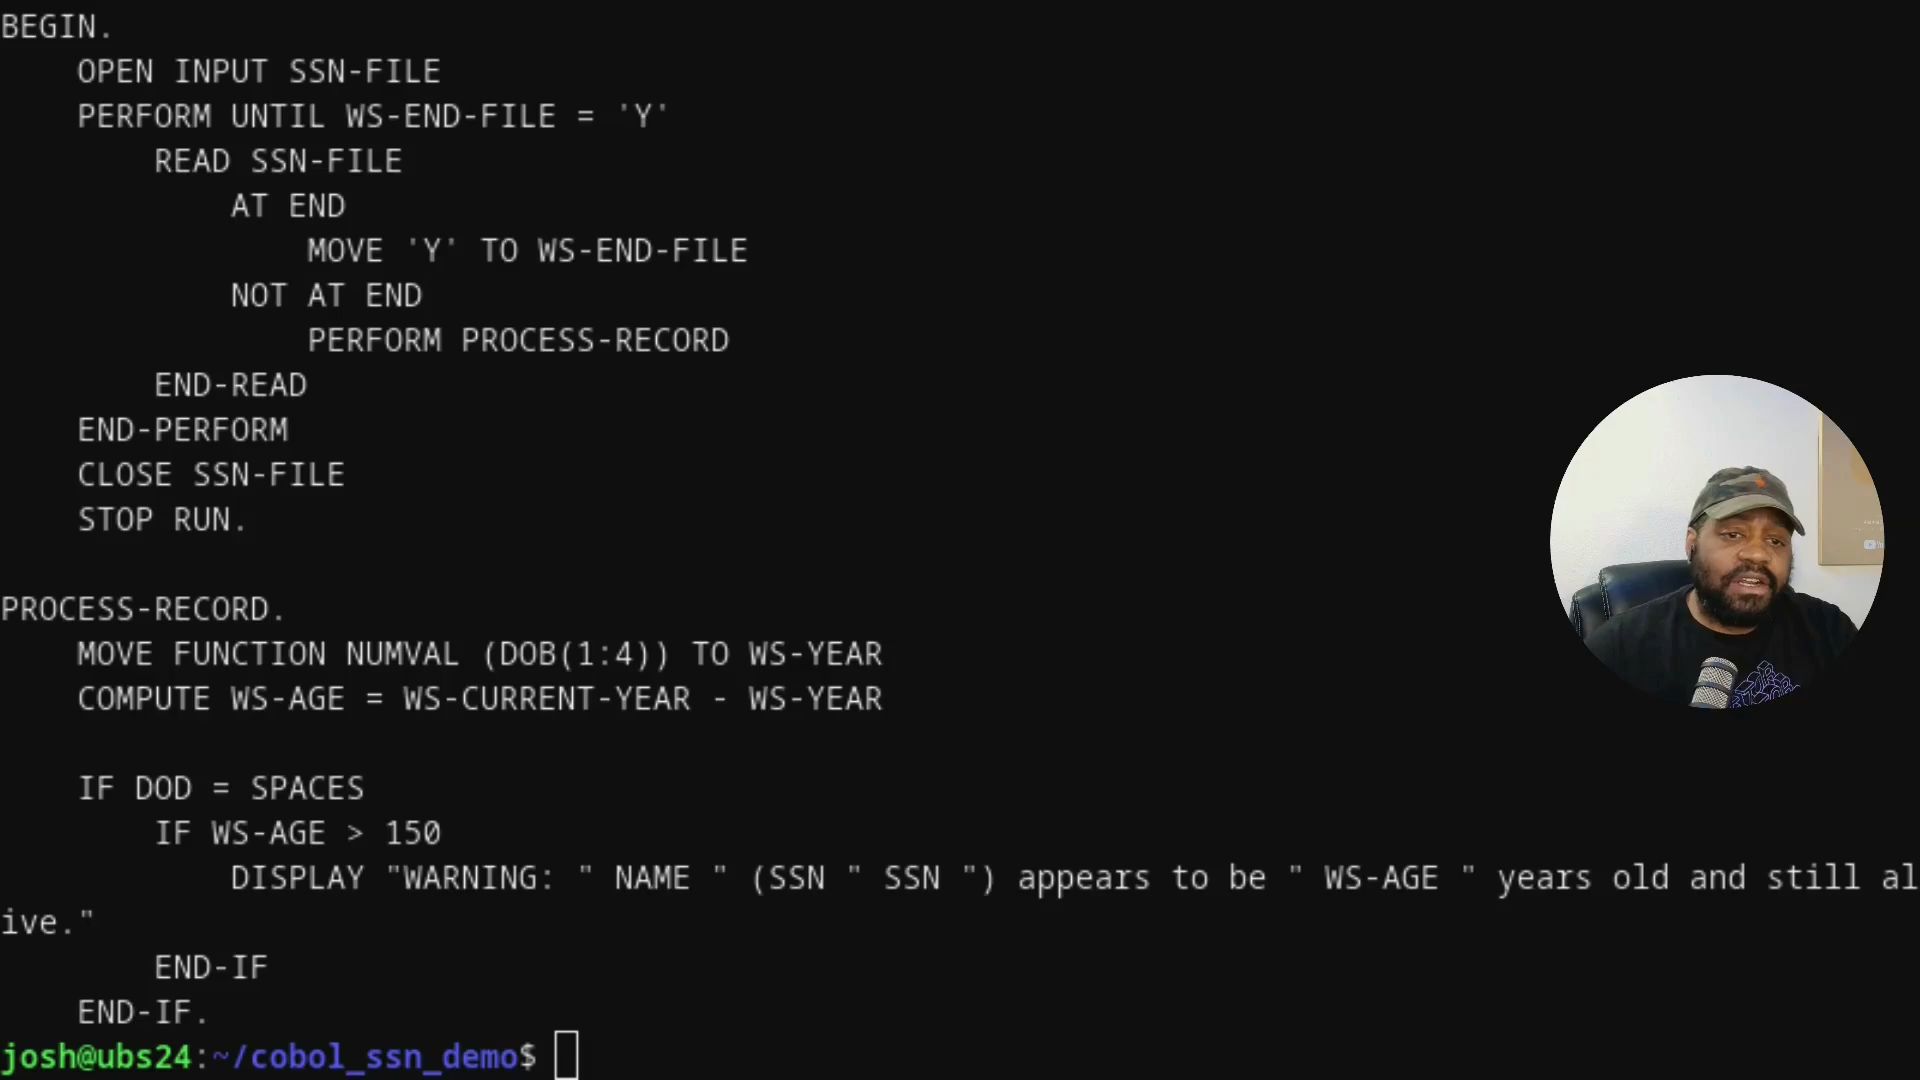 BEGIN.
    OPEN INPUT SSN-FILE
    PERFORM UNTIL WS-END-FILE = 'Y'
        READ SSN-FILE
            AT END
                MOVE 'Y' TO WS-END-FILE
            NOT AT END
                PERFORM PROCESS-RECORD
        END-READ
    END-PERFORM
    CLOSE SSN-FILE
    STOP RUN.

PROCESS-RECORD.
    MOVE FUNCTION NUMVAL (DOB(1:4)) TO WS-YEAR
    COMPUTE WS-AGE = WS-CURRENT-YEAR - WS-YEAR

    IF DOD = SPACES
        IF WS-AGE > 150
            DISPLAY "WARNING: " NAME " (SSN " SSN ") appears to be " WS-AGE " years old and still al
ive."
        END-IF
    END-IF.
josh@ubs24:~/cobol_ssn_demo$